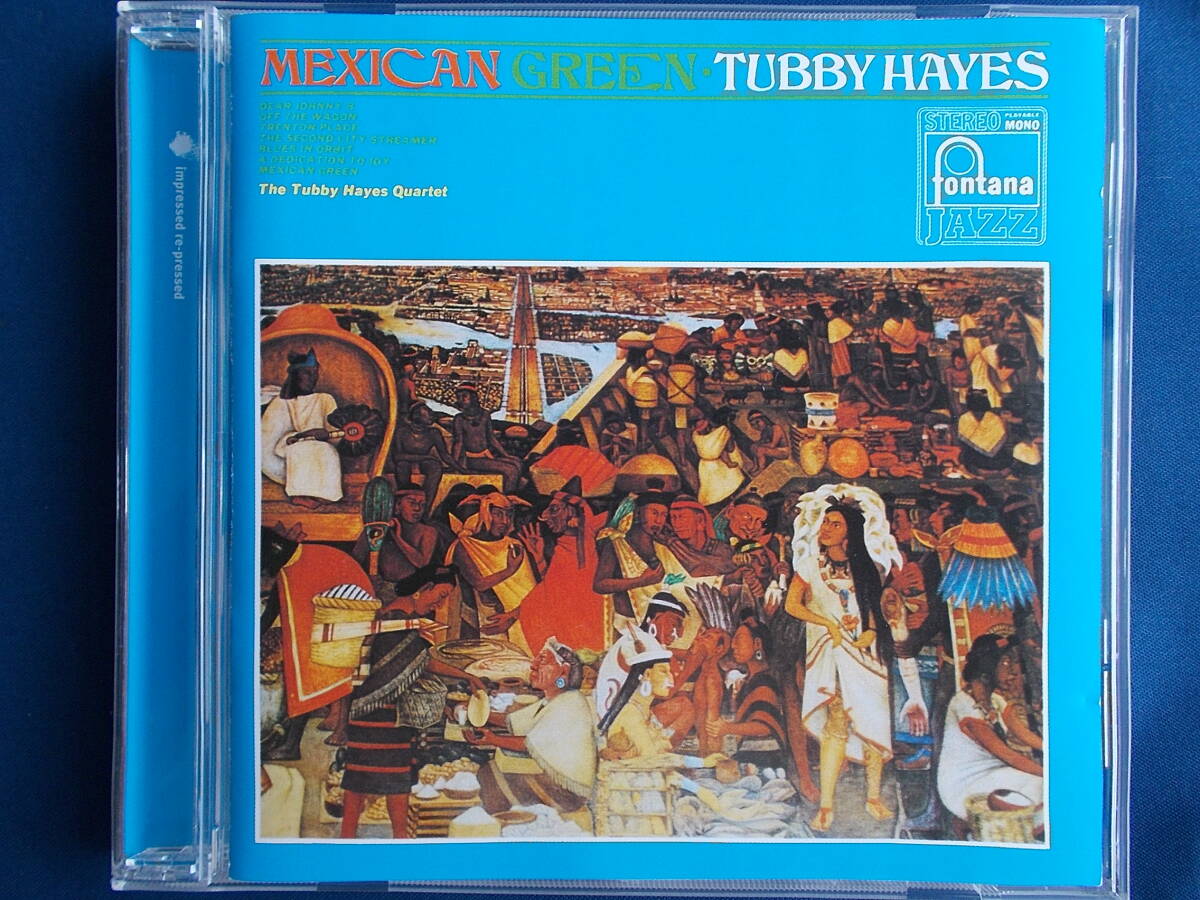 MEXICAN GREEN · TUBBY HAYES
DEAR JOHNNY B.
OFF THE WAGON
TRENTON PLACE
THE SECOND CITY STEAMER
BLUES IN ORBIT
A DEDICATION TO JOY
MEXICAN GREEN
The Tubby Hayes Quartet
STEREO PLAYABLE MONO
fontana
JAZZ
impressed re-pressed